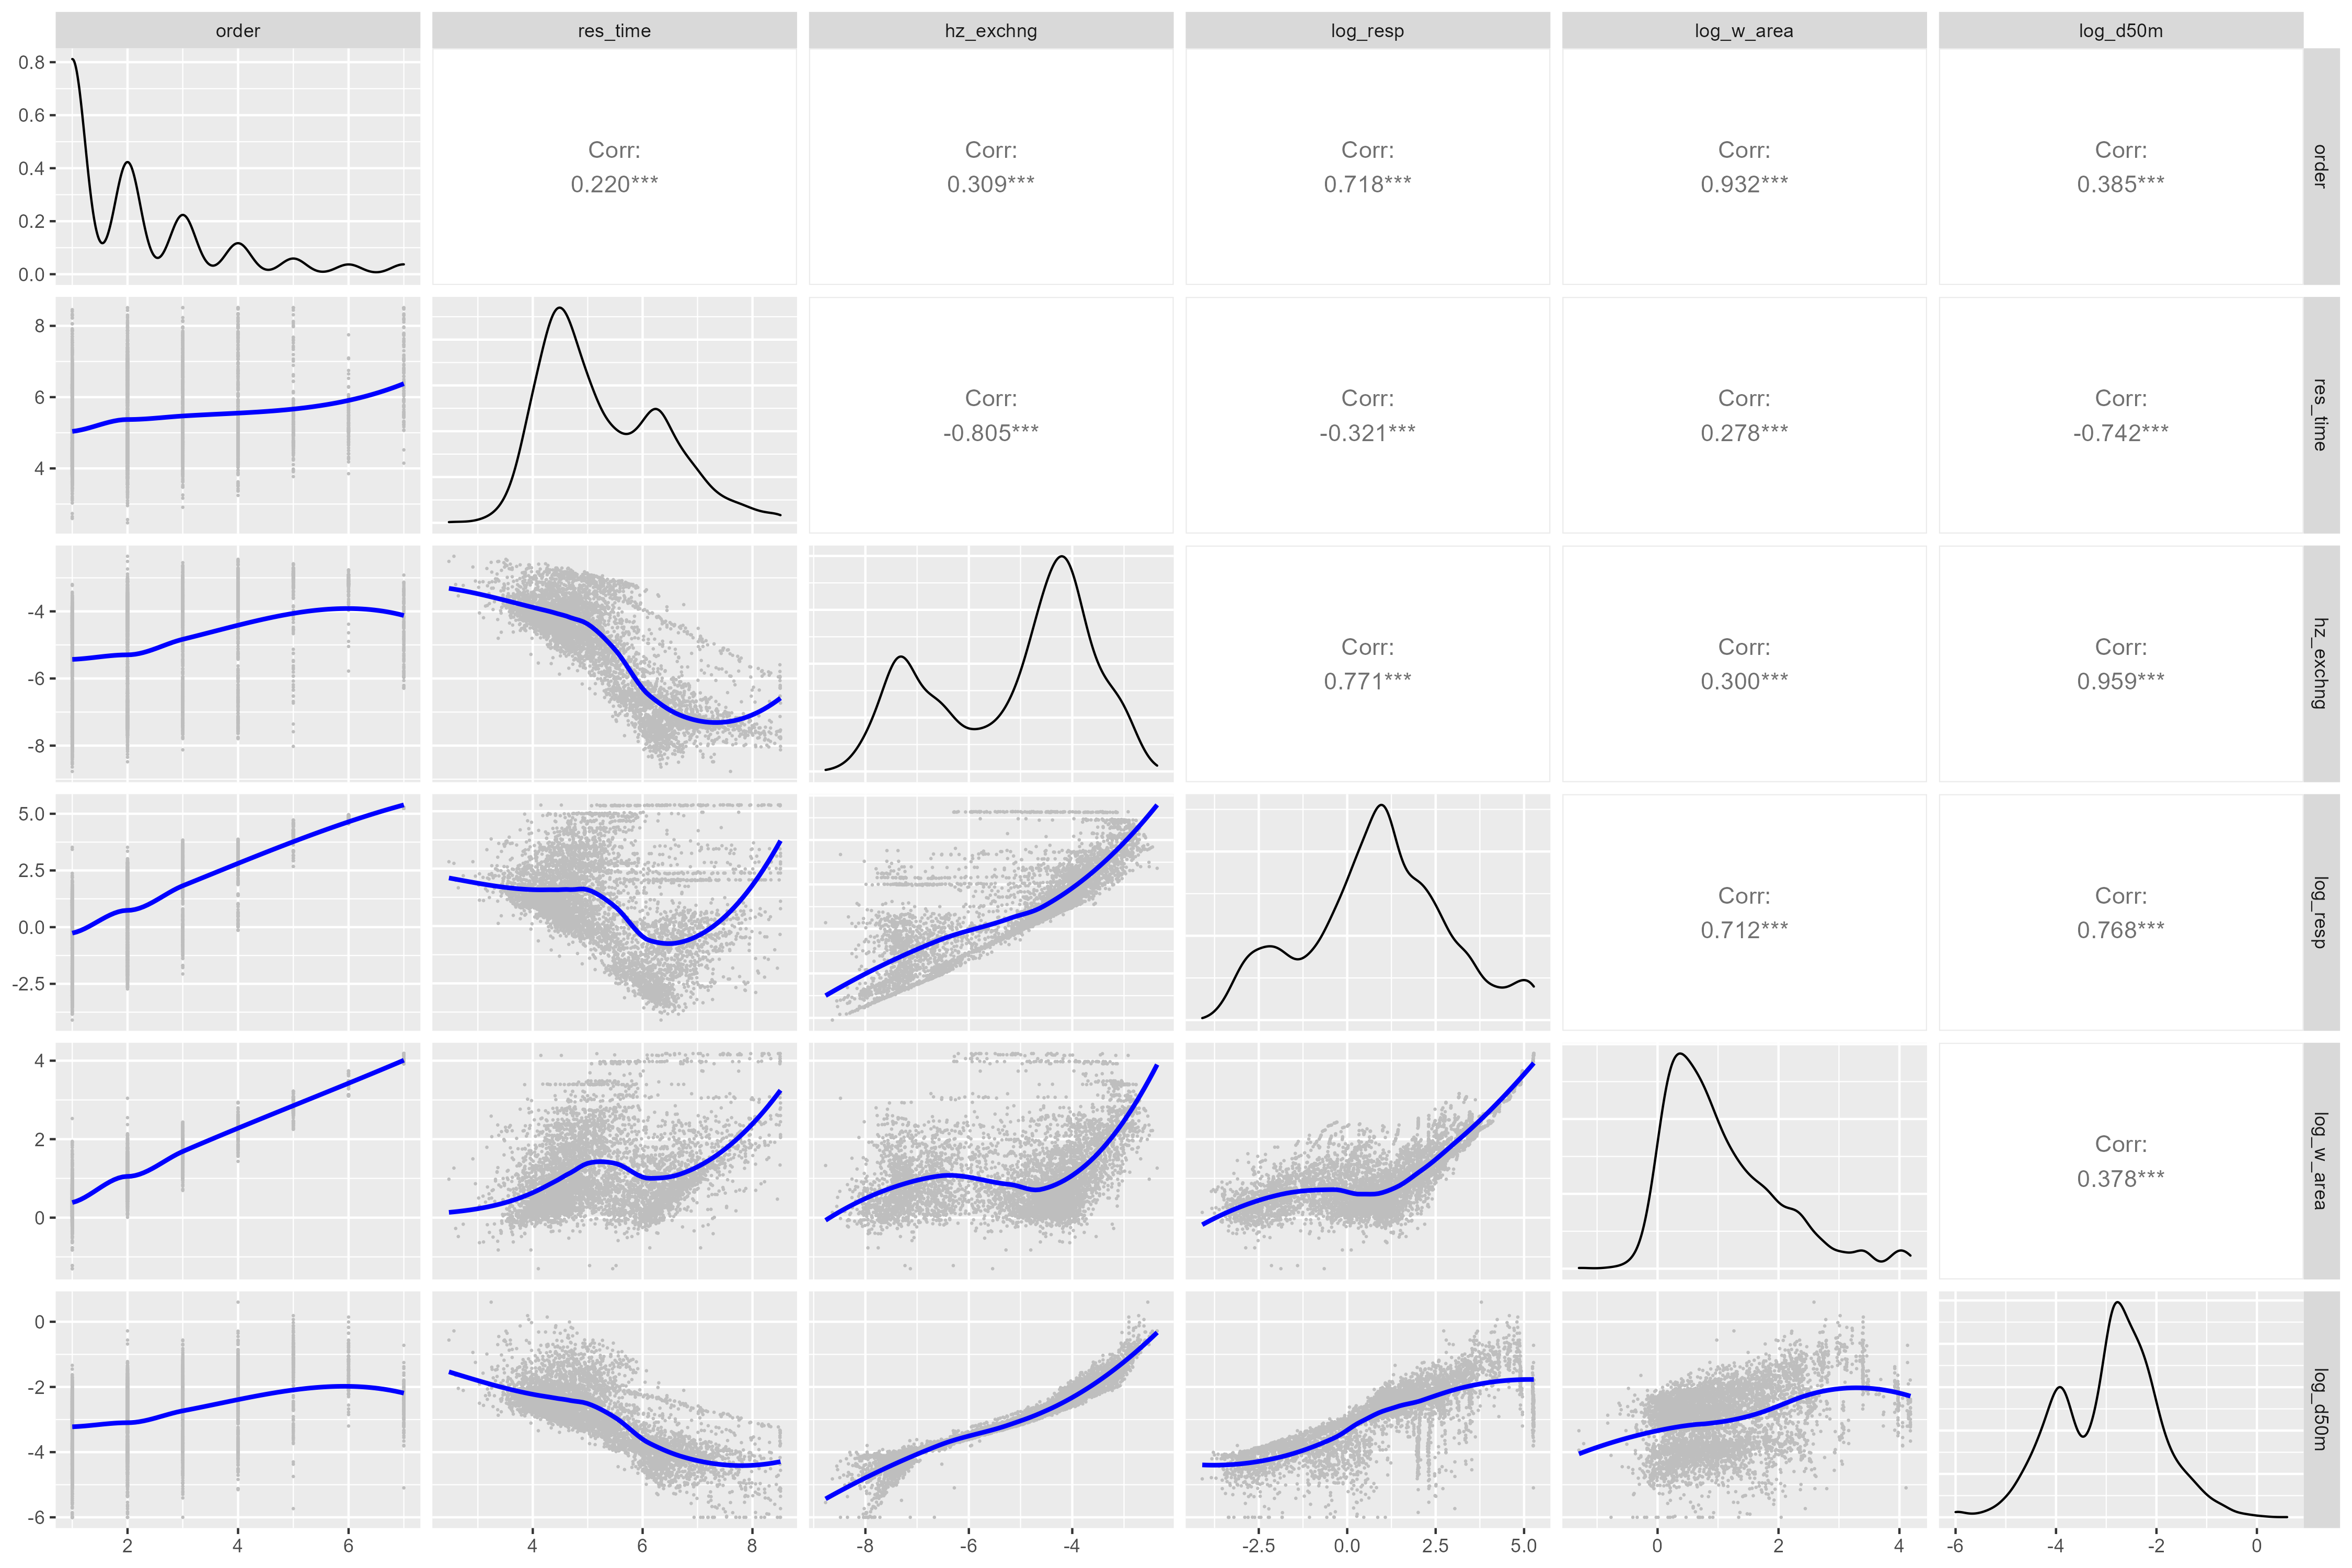 order res_time hz_exchng log_resp log_w_area log_d50m
0.8
0.6
0.4
0.2
0.0
Corr:
0.220***
Corr:
0.309***
Corr:
0.718***
Corr:
0.932***
Corr:
0.385***
order
8
6
4
Corr:
-0.805***
Corr:
-0.321***
Corr:
0.278***
Corr:
-0.742***
res_time
-4
-6
-8
Corr:
0.771***
Corr:
0.300***
Corr:
0.959***
hz_exchng
5.0
2.5
0.0
-2.5
Corr:
0.712***
Corr:
0.768***
log_resp
4
2
0
Corr:
0.378***
log_w_area
0
-2
-4
-6
log_d50m
2 4 6 4 6 8 -8 -6 -4 -2.5 0.0 2.5 5.0 0 2 4 -6 -4 -2 0